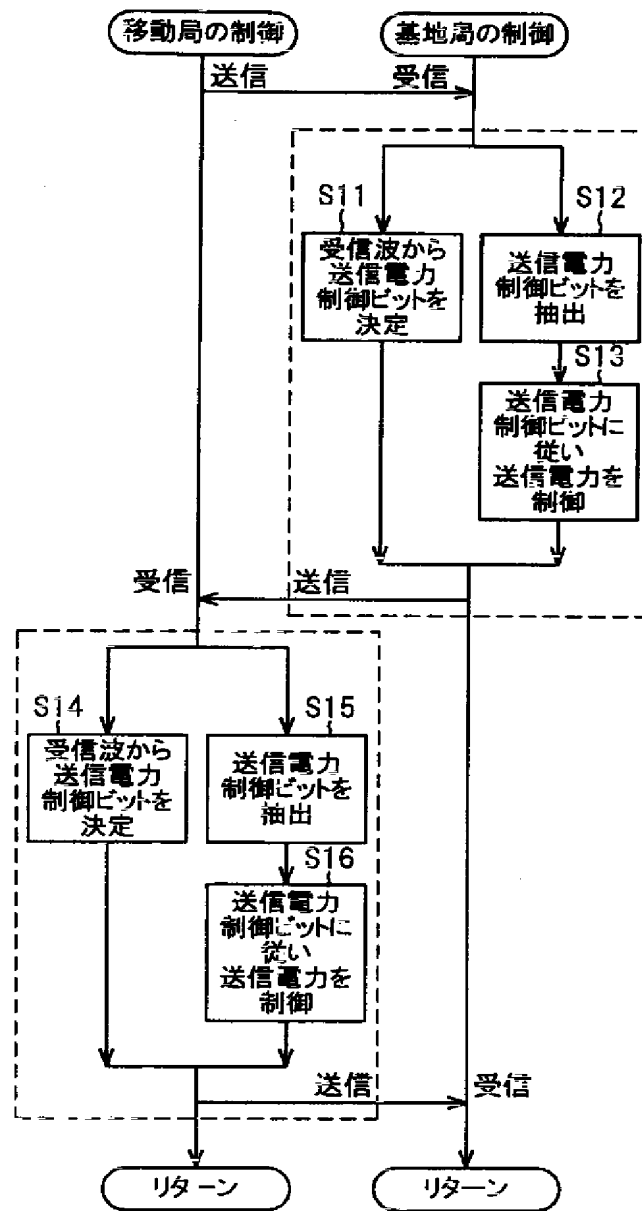 移動局の制御
基地局の制御
送信
受信
S11
S12
受信波から
送信電力
制御ビットを
決定
送信電力
制御ビットを
抽出
S13
送信電力
制御ビットに
従い
送信電力を
制御
受信
送信
S14
S15
受信波から
送信電力
制御ビットを
決定
送信電力
制御ビットを
抽出
S16
送信電力
制御ビットに
従い
送信電力を
制御
送信
受信
リターン
リターン